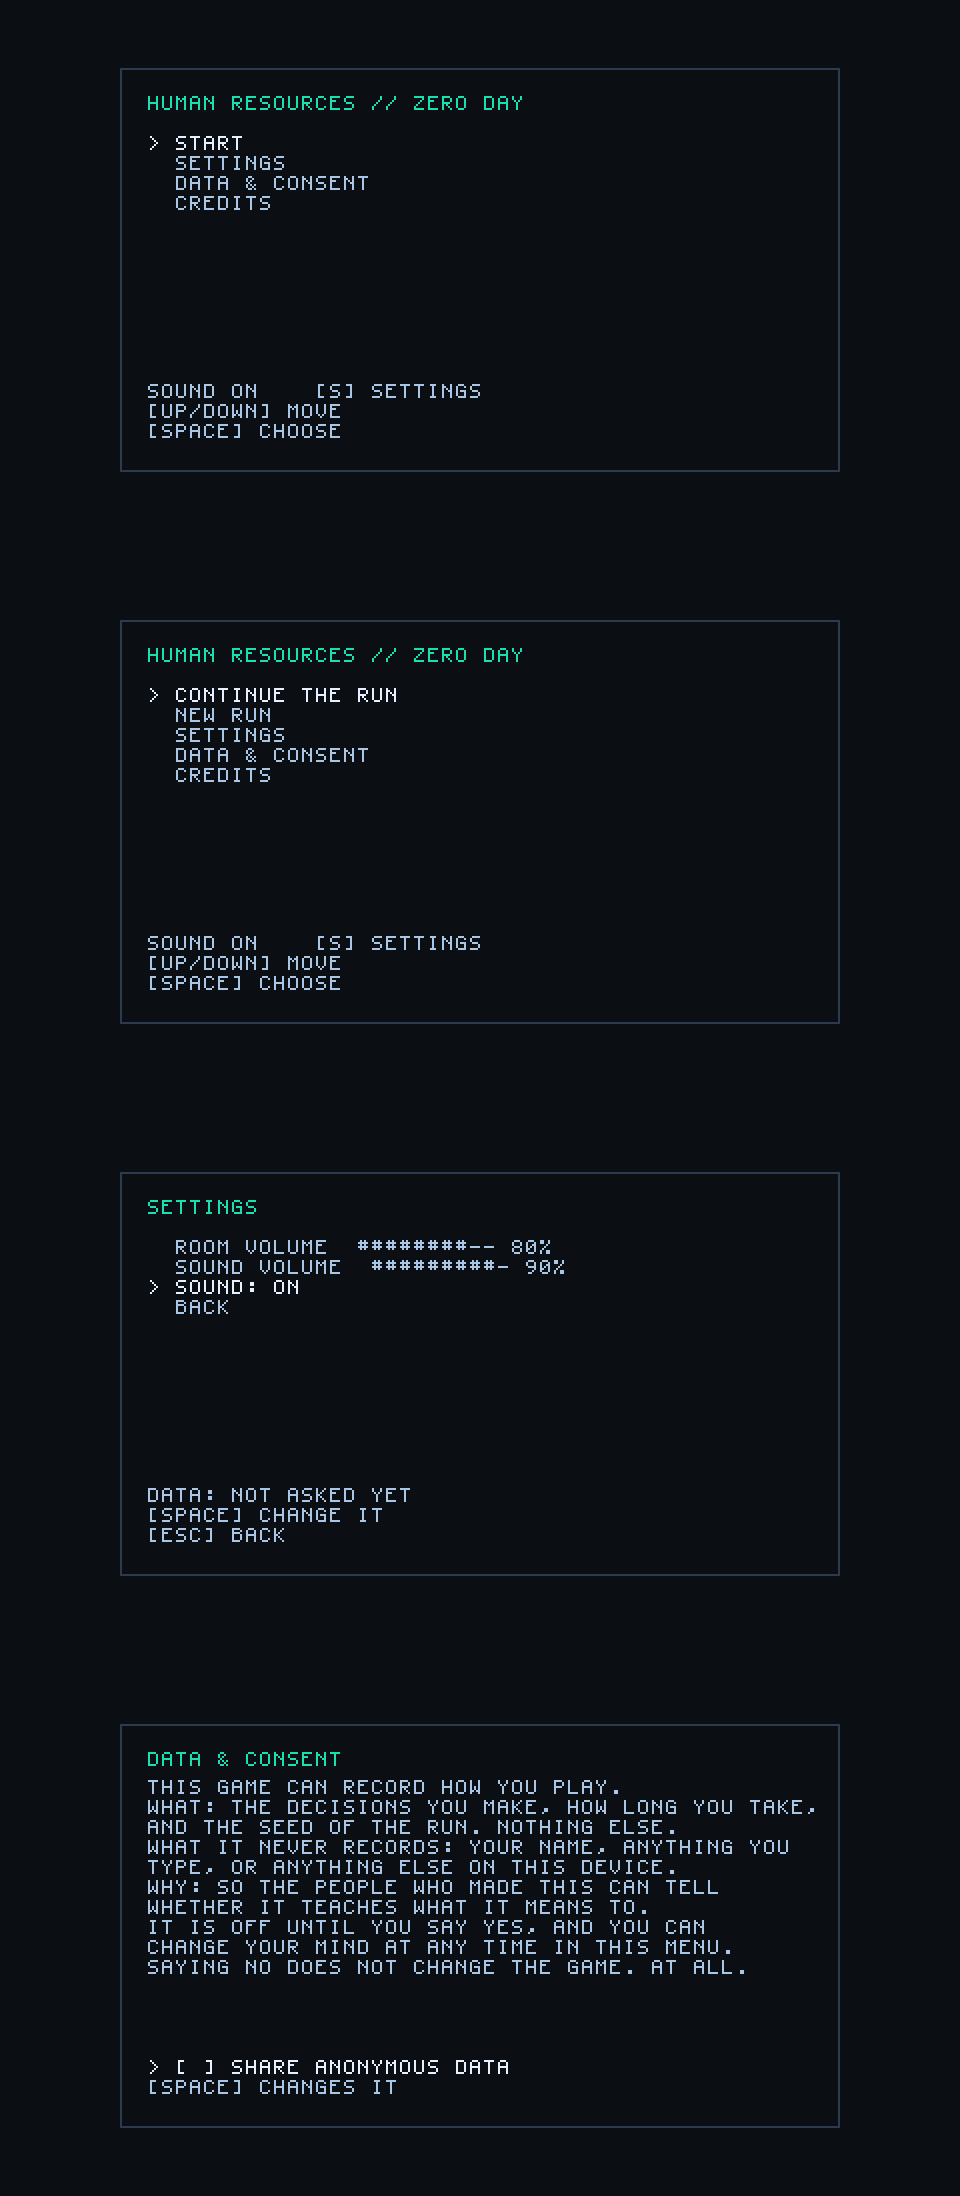 HUMAN RESOURCES // ZERO DAY
> START
SETTINGS
DATA & CONSENT
CREDITS
SOUND ON    [S] SETTINGS
[UP/DOWN] MOVE
[SPACE] CHOOSE
HUMAN RESOURCES // ZERO DAY
> CONTINUE THE RUN
NEW RUN
SETTINGS
DATA & CONSENT
CREDITS
SOUND ON    [S] SETTINGS
[UP/DOWN] MOVE
[SPACE] CHOOSE
SETTINGS
ROOM VOLUME  ########-- 80%
SOUND VOLUME  #########- 90%
> SOUND: ON
BACK
DATA: NOT ASKED YET
[SPACE] CHANGE IT
[ESC] BACK
DATA & CONSENT
THIS GAME CAN RECORD HOW YOU PLAY.
WHAT: THE DECISIONS YOU MAKE, HOW LONG YOU TAKE,
AND THE SEED OF THE RUN. NOTHING ELSE.
WHAT IT NEVER RECORDS: YOUR NAME, ANYTHING YOU
TYPE, OR ANYTHING ELSE ON THIS DEVICE.
WHY: SO THE PEOPLE WHO MADE THIS CAN TELL
WHETHER IT TEACHES WHAT IT MEANS TO.
IT IS OFF UNTIL YOU SAY YES, AND YOU CAN
CHANGE YOUR MIND AT ANY TIME IN THIS MENU.
SAYING NO DOES NOT CHANGE THE GAME. AT ALL.
> [ ] SHARE ANONYMOUS DATA
[SPACE] CHANGES IT